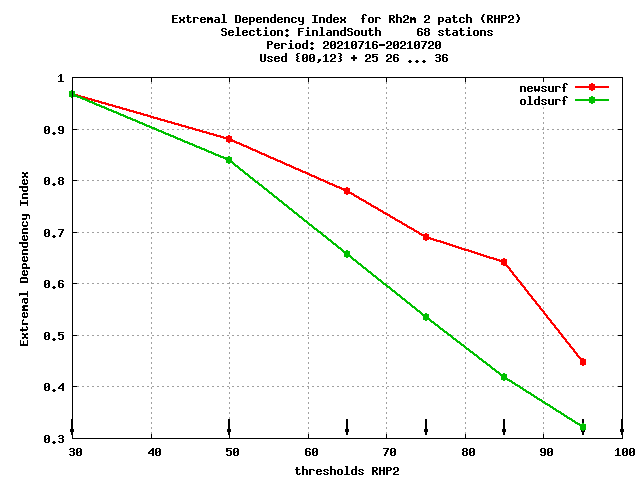 Extremal Dependency Index  for Rh2m 2 patch (RHP2)
Selection: FinlandSouth     68 stations
Period: 20210716-20210720
Used {00,12} + 25 26 ... 36
1
0.9
0.8
0.7
0.6
0.5
0.4
0.3
Extremal Dependency Index
newsurf
oldsurf
30 40 50 60 70 80 90 100
thresholds RHP2